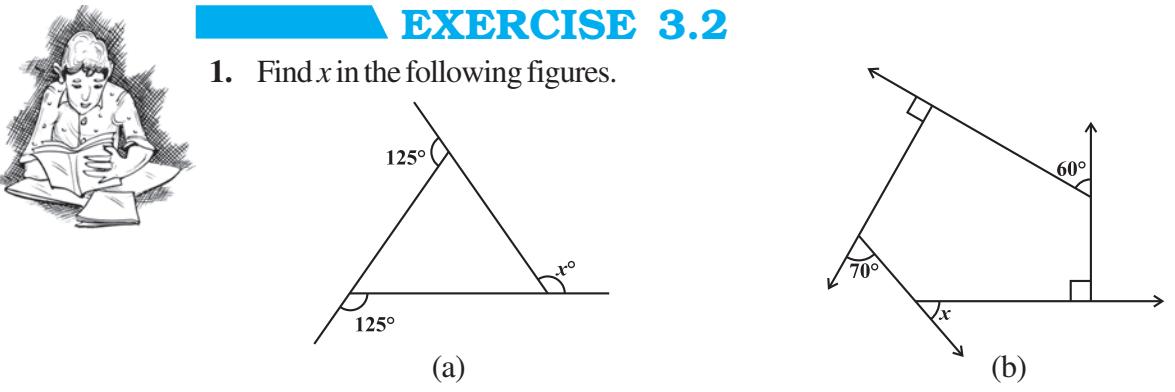 EXERCISE 3.2
1. Find x in the following figures.
125°
x°
125°
(a)
60°
70°
x
(b)